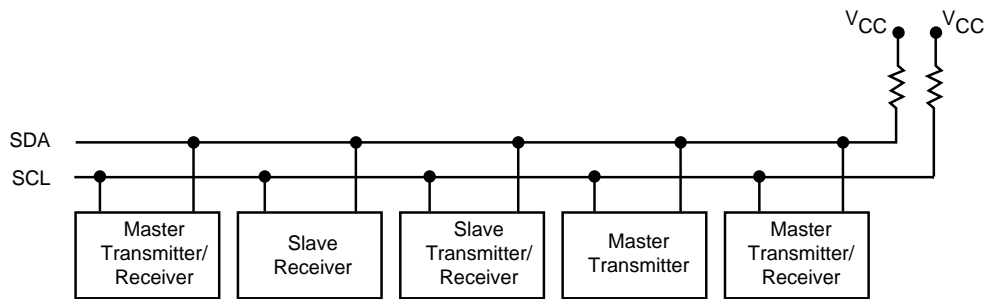 VCC VCC
SDA
SCL
Master
Transmitter/
Receiver
Slave
Receiver
Slave
Transmitter/
Receiver
Master
Transmitter
Master
Transmitter/
Receiver